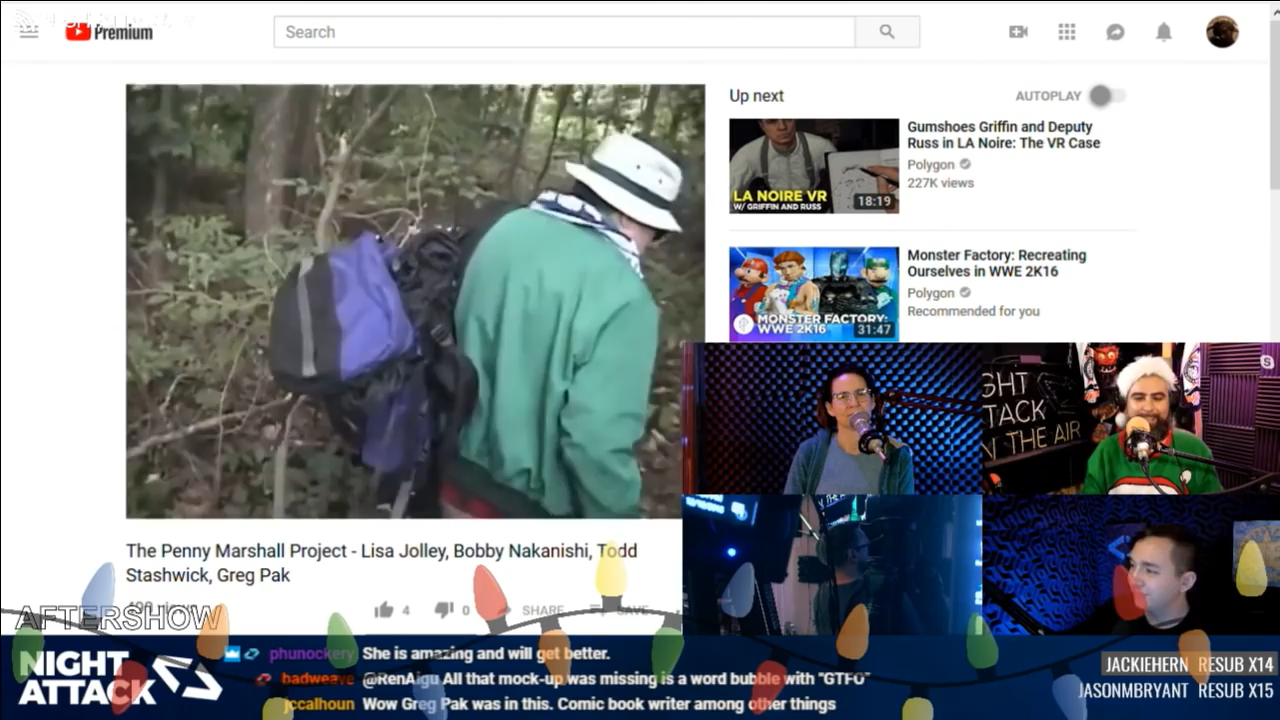 Premium
Search
Up next
AUTOPLAY
Gumshoes Griffin and Deputy
Russ in LA Noire: The VR Case
Polygon
227K views
LA NOIRE VR
W/ GRIFFIN AND RUSS
18:19
Monster Factory: Recreating
Ourselves in WWE 2K16
Polygon
Recommended for you
MONSTER FACTORY:
WWE 2K16
31:47
GHT
TACK
N THE AIR
The Penny Marshall Project - Lisa Jolley, Bobby Nakanishi, Todd
Stashwick, Greg Pak
4
0
SHARE
SAVE
AFTERSHOW
NIGHT
ATTACK
phunockery She is amazing and will get better.
badweave @RenAigu All that mock-up was missing is a word bubble with "GTFO"
jccalhoun Wow Greg Pak was in this. Comic book writer among other things
JACKIEHERN RESUB X14
JASONMBRYANT RESUB X15